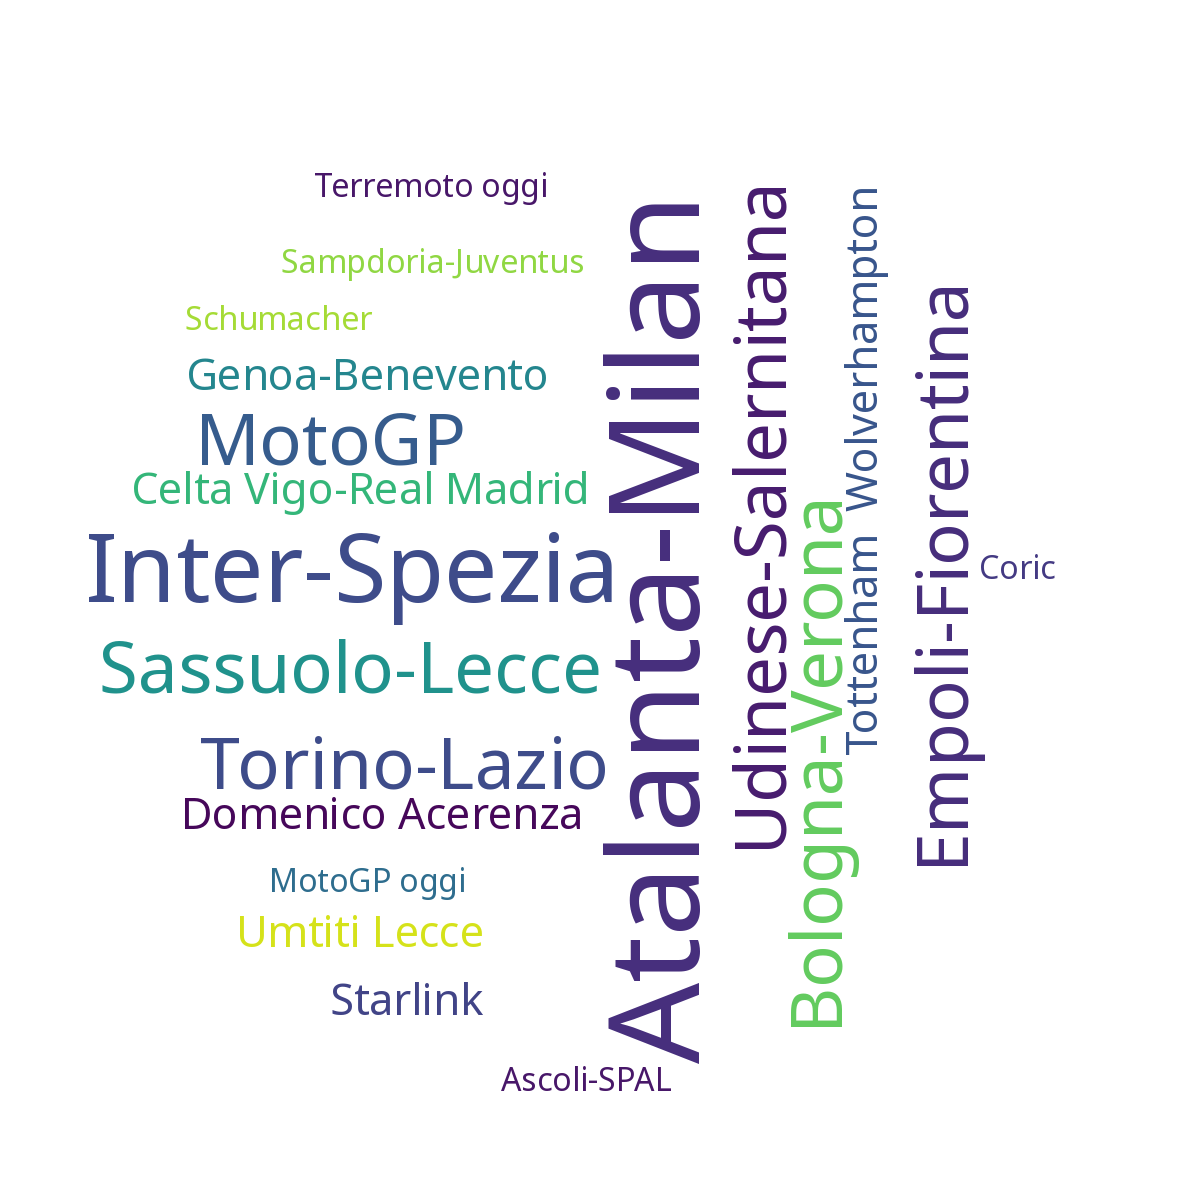 Terremoto oggi
Sampdoria-Juventus
Schumacher
Genoa-Benevento
MotoGP
Celta Vigo-Real Madrid
Inter-Spezia
Sassuolo-Lecce
Torino-Lazio
Domenico Acerenza
MotoGP oggi
Umtiti Lecce
Starlink
Ascoli-SPAL
Atalanta-Milan
Udinese-Salernitana
Bologna-Verona
Tottenham Wolverhampton
Empoli-Fiorentina
Coric